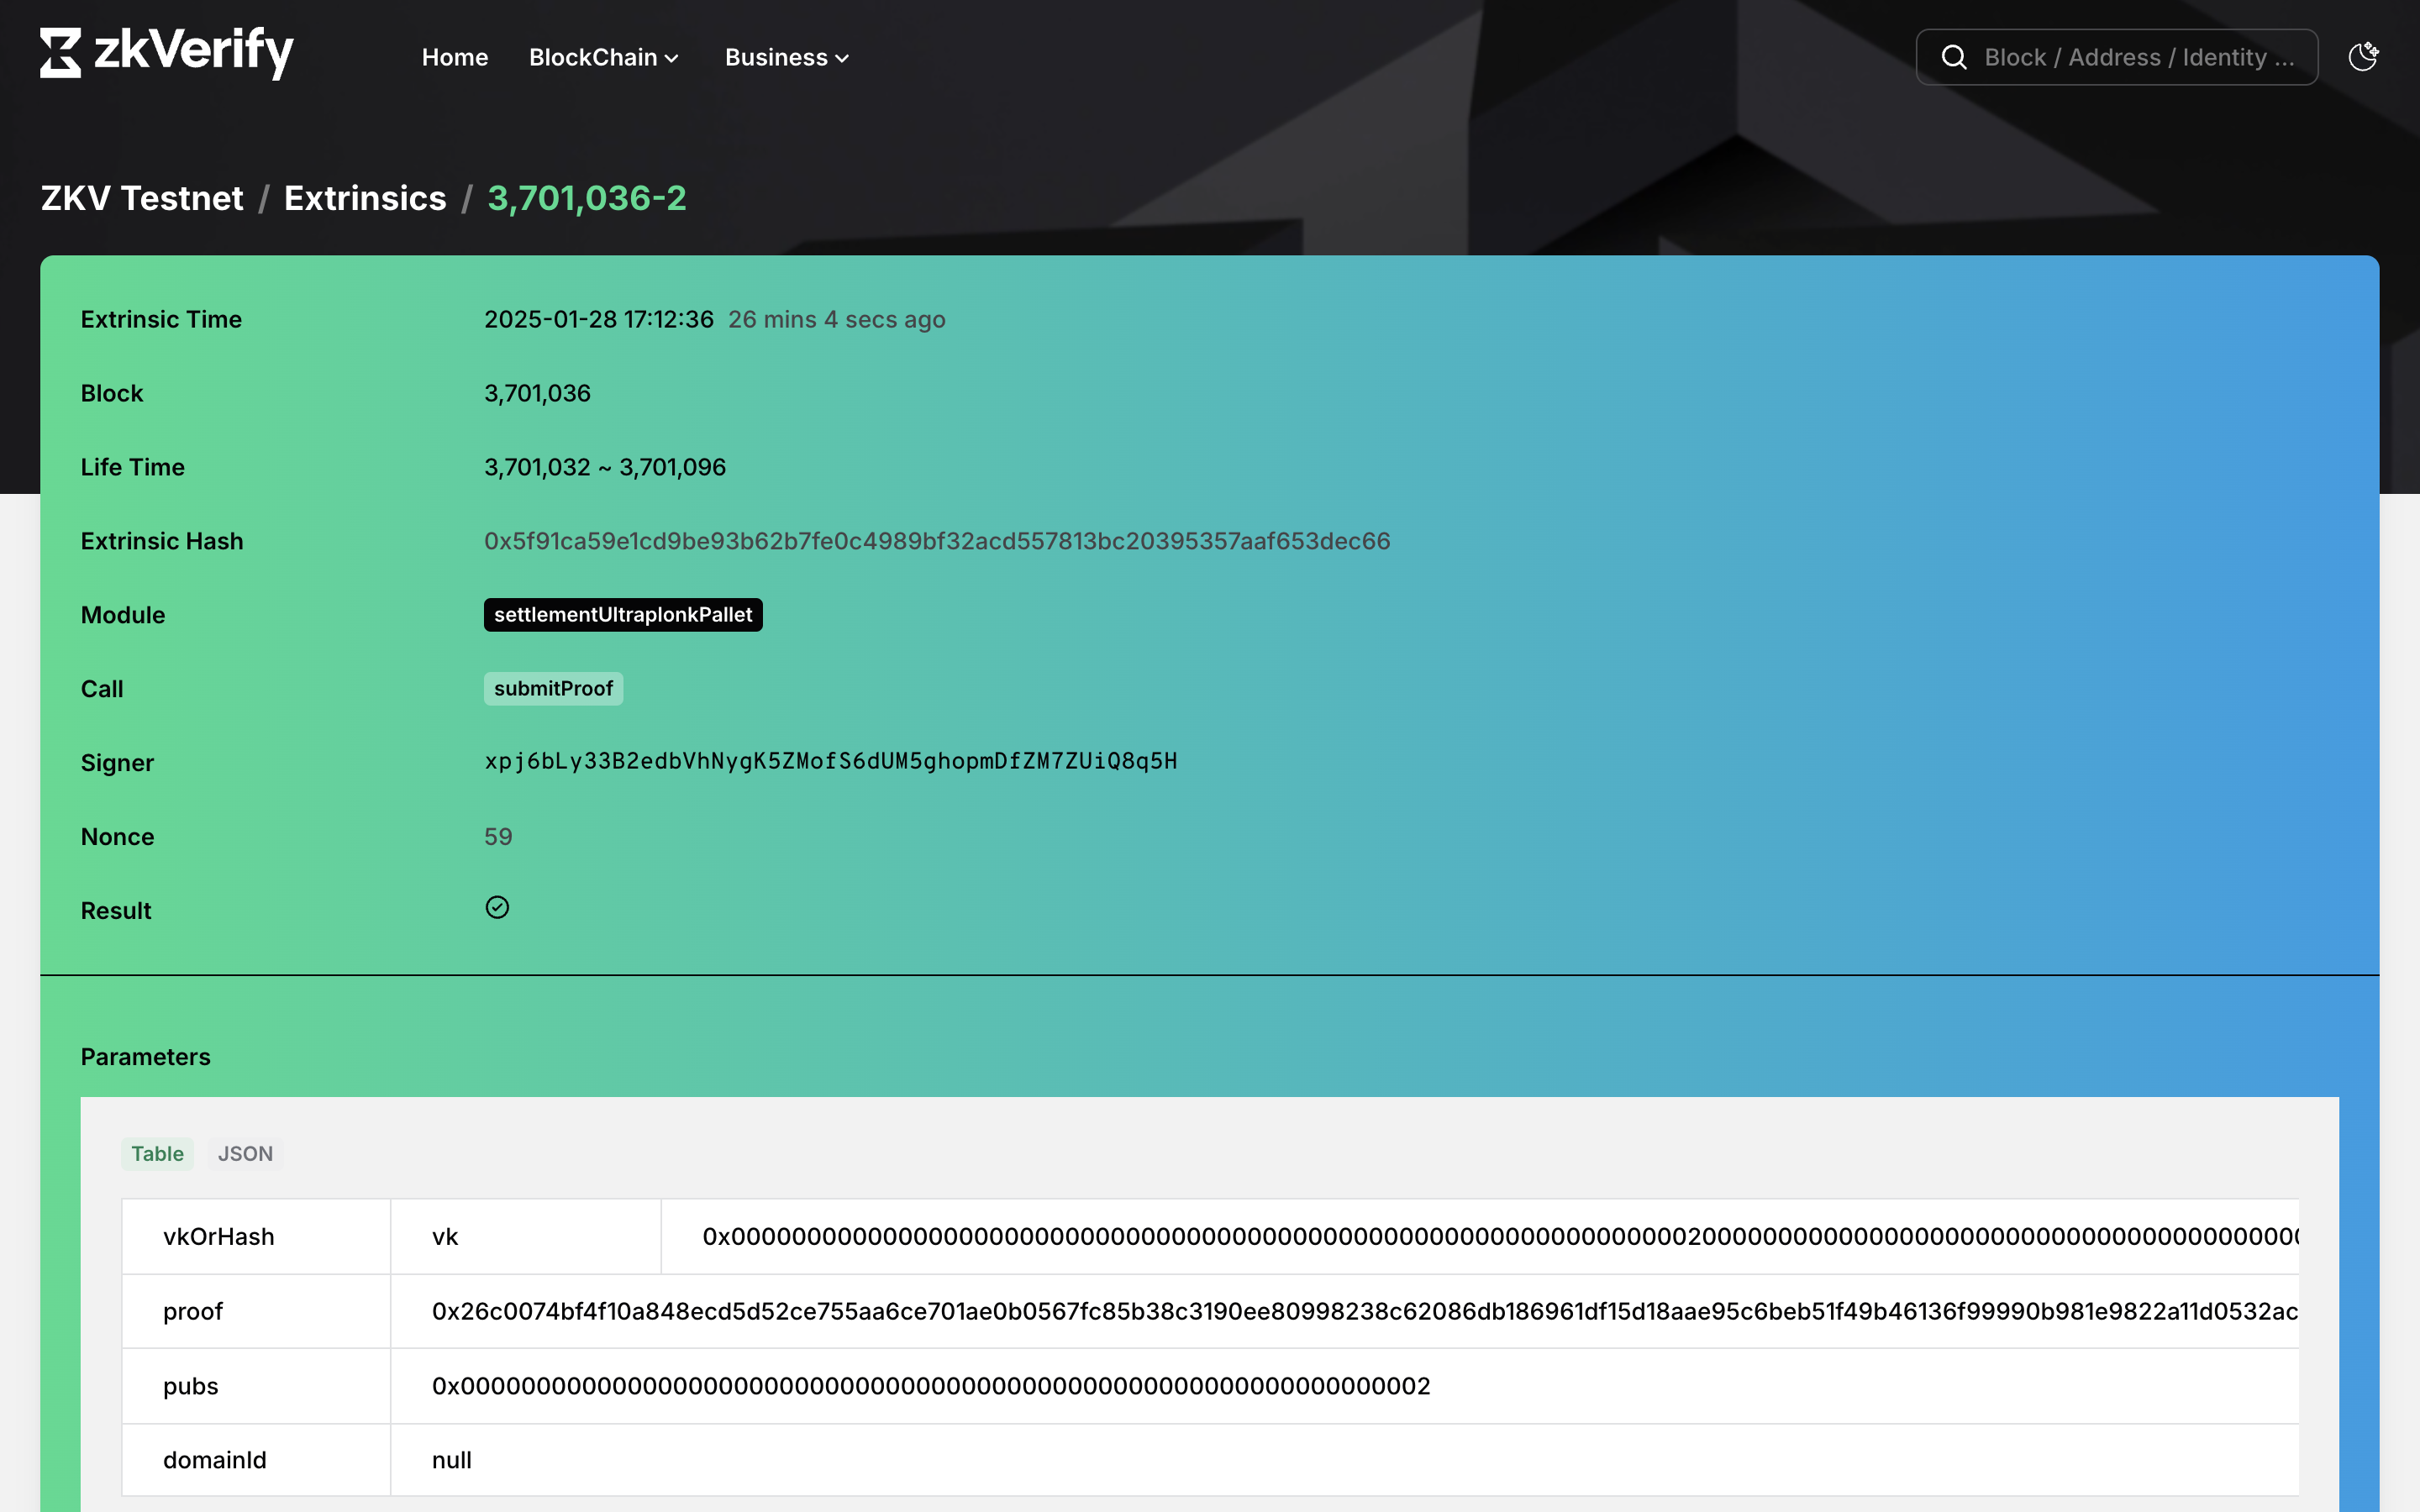 zkVerify
Home BlockChain Business
Block / Address / Identity ...
ZKV Testnet / Extrinsics / 3,701,036-2
Extrinsic Time 2025-01-28 17:12:36 26 mins 4 secs ago
Block 3,701,036
Life Time 3,701,032 ~ 3,701,096
Extrinsic Hash 0x5f91ca59e1cd9be93b62b7fe0c4989bf32acd557813bc20395357aaf653dec66
Module settlementUltraplonkPallet
Call submitProof
Signer xpj6bLy33B2edbVhNygK5ZMofS6dUM5ghopmDfZM7ZUiQ8q5H
Nonce 59
Result
Parameters
Table JSON
vkOrHash vk
proof 0x26c0074bf4f10a848ecd5d52ce755aa6ce701ae0b0567fc85b38c3190ee80998238c62086db186961df15d18aae95c6beb51f49b46136f99990b981e9822a11d0532ac
pubs 0x0000000000000000000000000000000000000000000000000000000000000002
domainId null